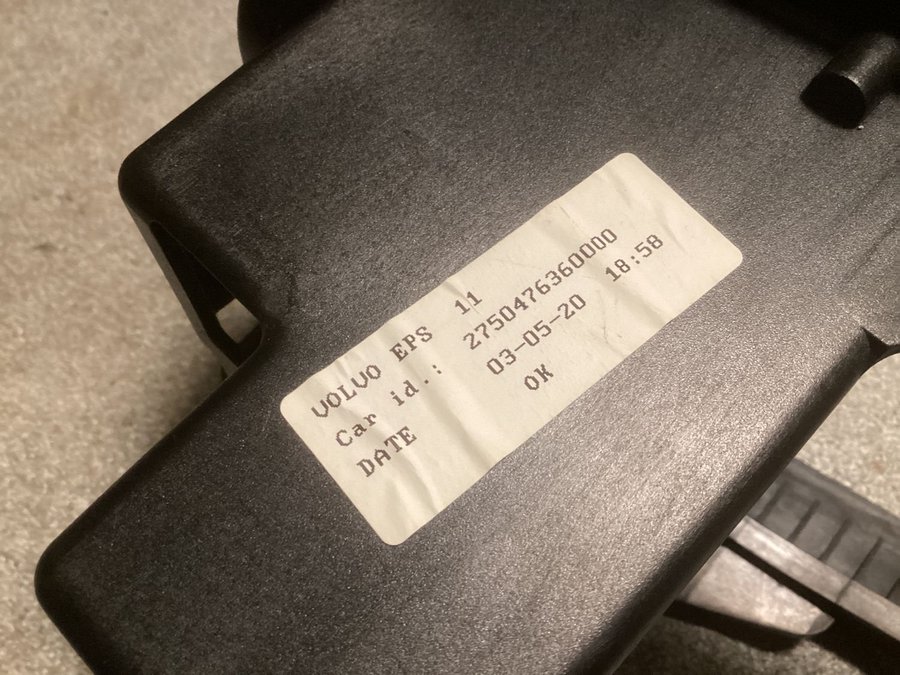 VOLVO EPS 11
Car id.: 2750476360000
DATE 03-05-20 18:58
OK